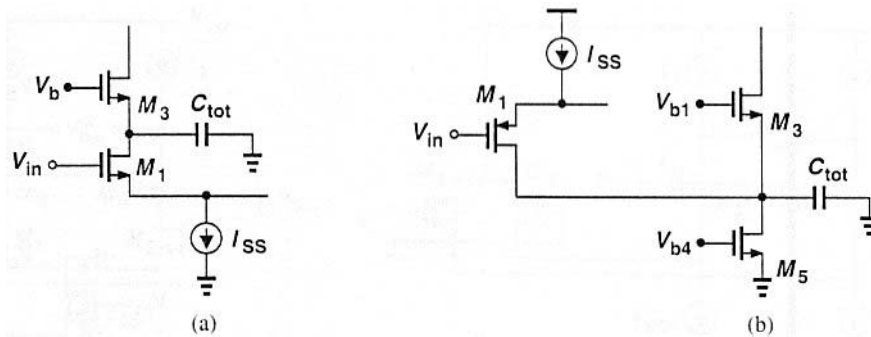 V_b
M_3
C_tot
V_in
M_1
I_SS
(a)
I_SS
M_1
V_in
V_b1
M_3
C_tot
V_b4
M_5
(b)